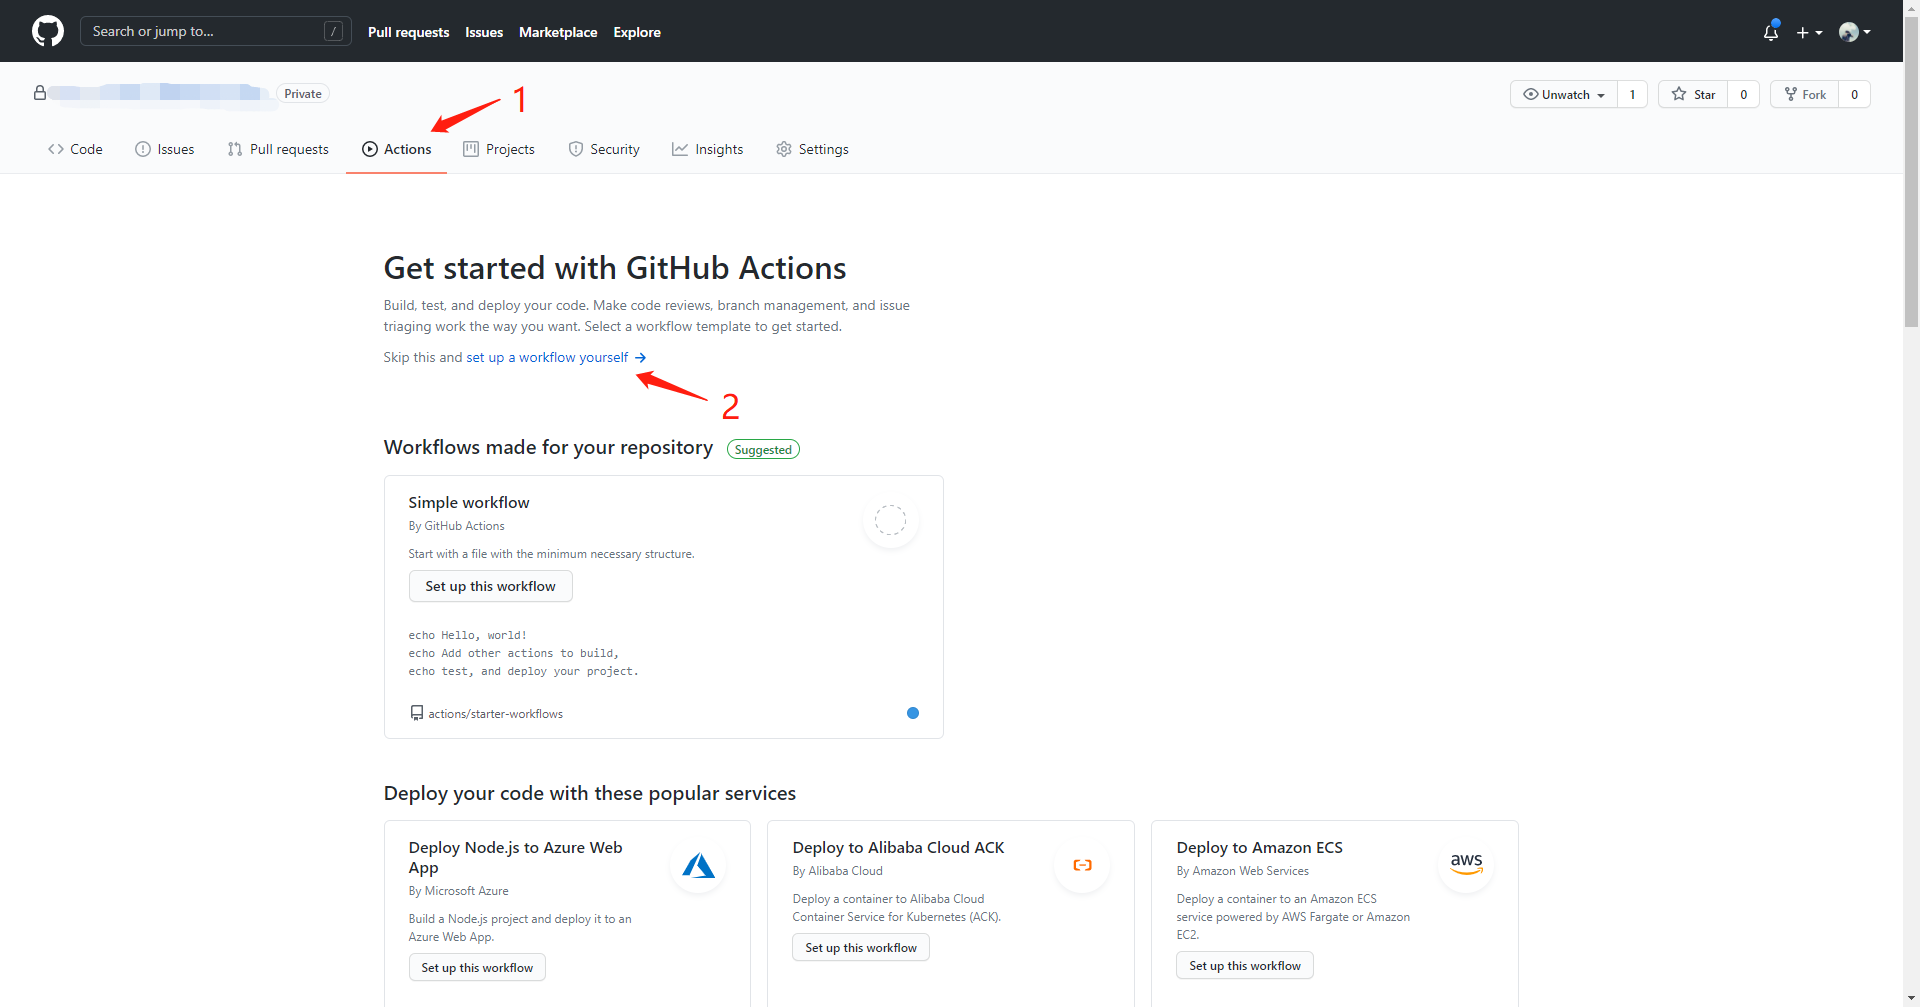 Search or jump to... /
Pull requests Issues Marketplace Explore
Private
Unwatch 1 Star 0 Fork 0
1
Code Issues Pull requests Actions Projects Security Insights Settings
Get started with GitHub Actions
Build, test, and deploy your code. Make code reviews, branch management, and issue
triaging work the way you want. Select a workflow template to get started.
Skip this and set up a workflow yourself →
2
Workflows made for your repository Suggested
Simple workflow
By GitHub Actions
Start with a file with the minimum necessary structure.
Set up this workflow
echo Hello, world!
echo Add other actions to build,
echo test, and deploy your project.
actions/starter-workflows
Deploy your code with these popular services
Deploy Node.js to Azure Web
App
By Microsoft Azure
Build a Node.js project and deploy it to an
Azure Web App.
Set up this workflow
Deploy to Alibaba Cloud ACK
By Alibaba Cloud
Deploy a container to Alibaba Cloud
Container Service for Kubernetes (ACK).
Set up this workflow
Deploy to Amazon ECS
By Amazon Web Services
aws
Deploy a container to an Amazon ECS
service powered by AWS Fargate or Amazon
EC2.
Set up this workflow